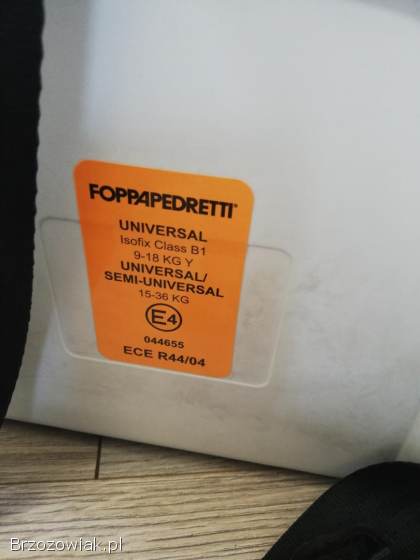 FOPPAPEDRETTI
UNIVERSAL
Isofix Class B1
9-18 KG Y
UNIVERSAL/
SEMI-UNIVERSAL
15-36 KG
E4
044655
ECE R44/04
Brzozowiak.pl